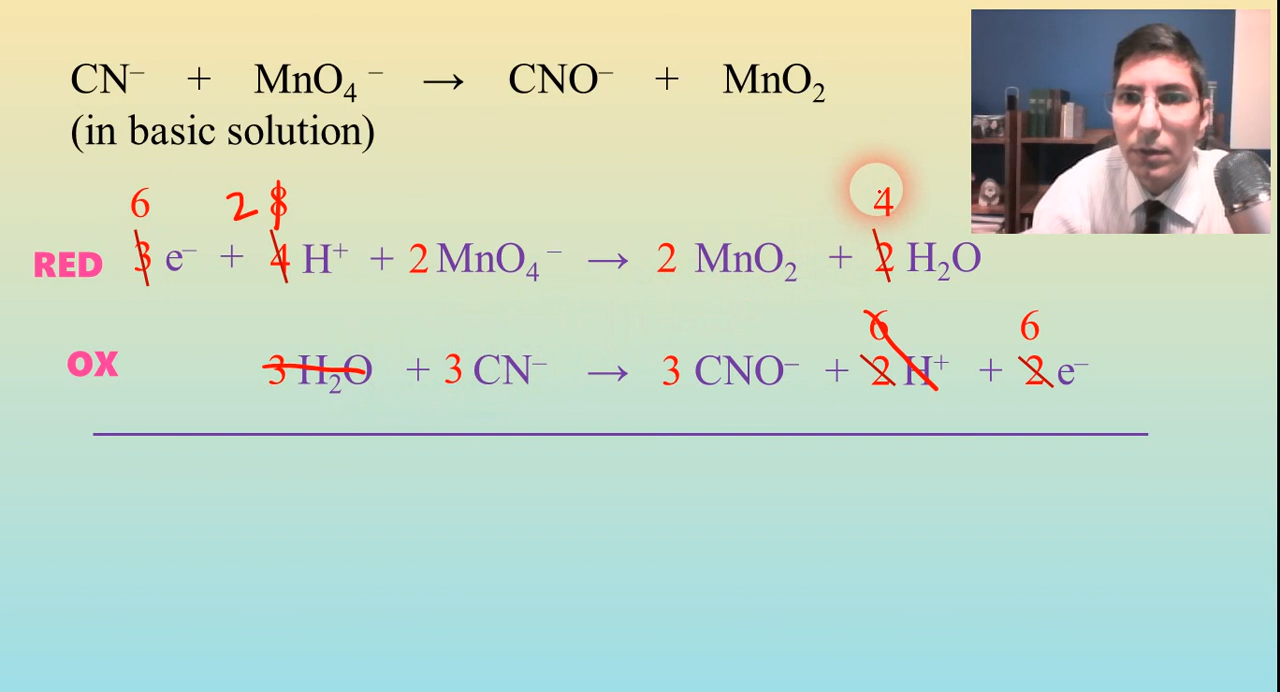 CN⁻ + MnO₄⁻ → CNO⁻ + MnO₂
(in basic solution)
6 2 8 4
RED 3 e⁻ + 4 H⁺ + 2 MnO₄⁻ → 2 MnO₂ + 2 H₂O
6 6
OX 3 H₂O + 3 CN⁻ → 3 CNO⁻ + 2 H⁺ + 2 e⁻